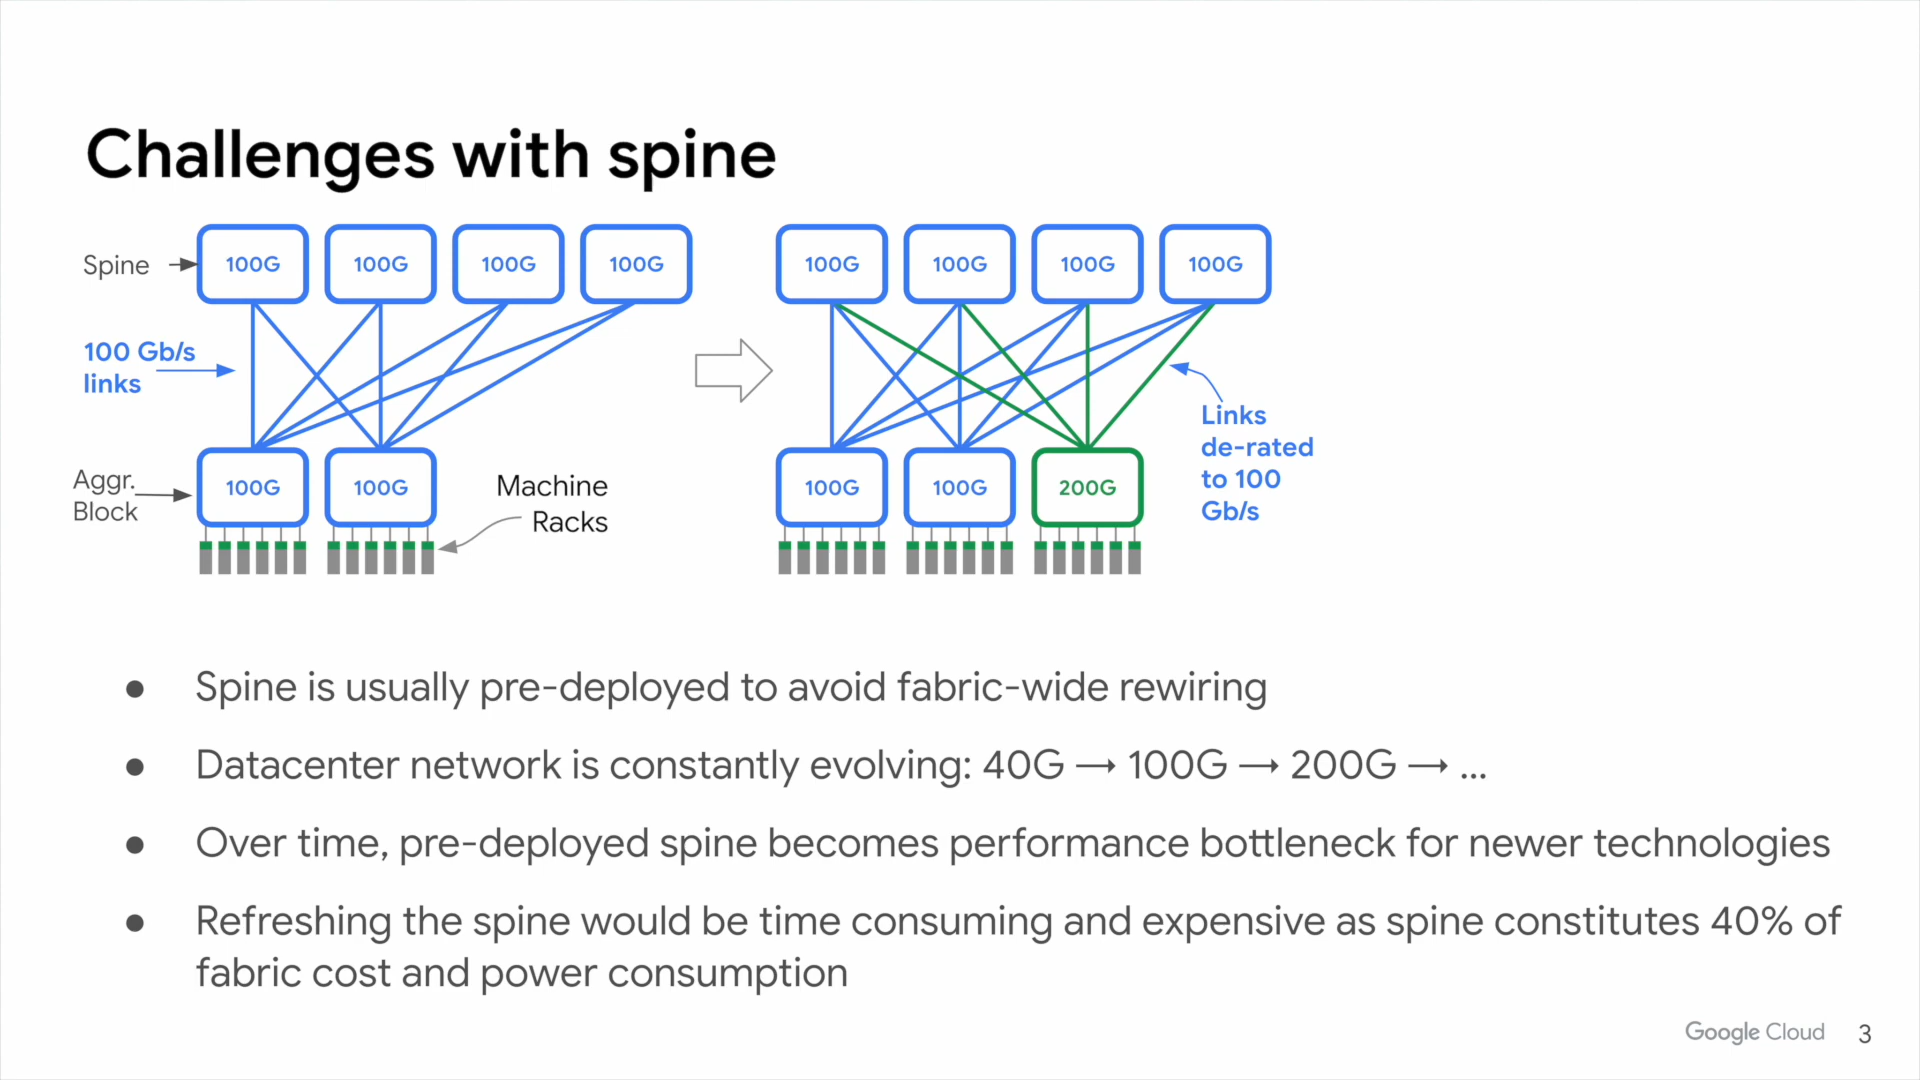 Challenges with spine
Spine
100G
100G
100G
100G
100 Gb/s
links
Aggr.
Block
100G
100G
Machine
Racks
100G
100G
100G
100G
100G
100G
200G
Links
de-rated
to 100
Gb/s
● Spine is usually pre-deployed to avoid fabric-wide rewiring
● Datacenter network is constantly evolving: 40G → 100G → 200G → ...
● Over time, pre-deployed spine becomes performance bottleneck for newer technologies
● Refreshing the spine would be time consuming and expensive as spine constitutes 40% of
fabric cost and power consumption
Google Cloud
3